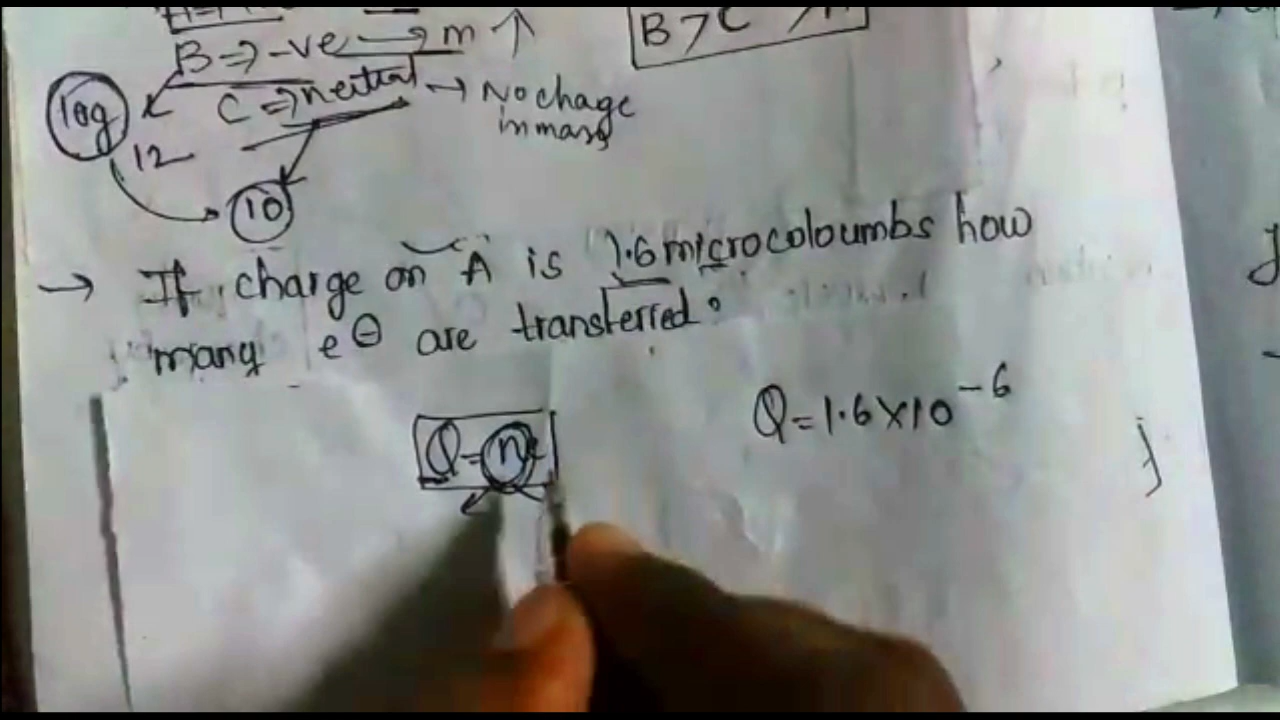 B ⇒ -ve → m ↑
B > C >
10g
C ⇒ neutral → No chage
in mass
12
10
→ If charge on A is 1.6 microcoloumbs how
many e⊖ are transferred.
Q = 1.6 × 10⁻⁶
Q = ne